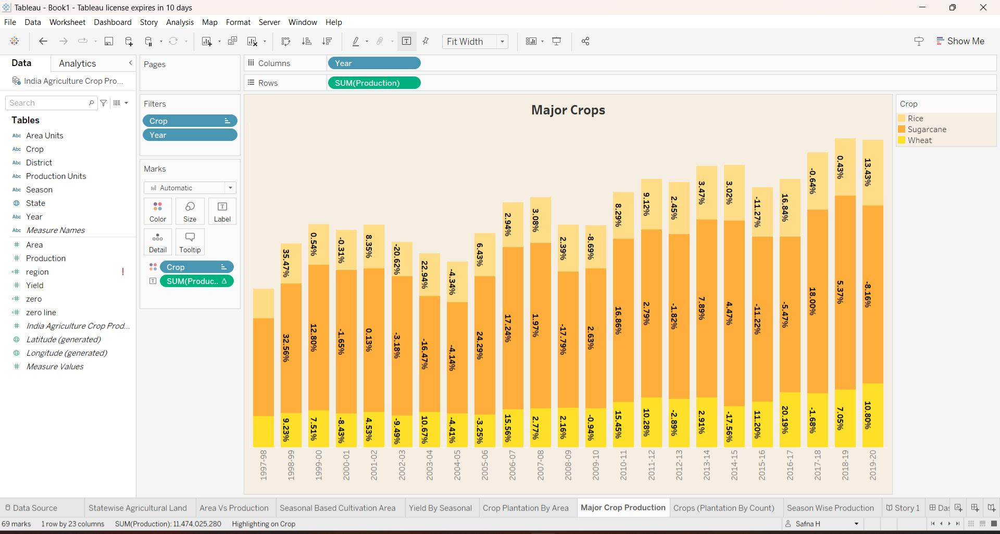 Tableau - Book1 - Tableau license expires in 10 days
File Data Worksheet Dashboard Story Analysis Map Format Server Window Help
Fit Width
Show Me
Data Analytics
India Agriculture Crop Pro...
Search
Tables
Abc Area Units
Abc Crop
Abc District
Abc Production Units
Abc Season
State
Abc Year
Abc Measure Names
# Area
# Production
=# region !
# Yield
=# zero
=# zero line
# India Agriculture Crop Prod...
Latitude (generated)
Longitude (generated)
# Measure Values
Pages
Filters
Crop
Year
Marks
Automatic
Color Size Label
Detail Tooltip
Crop
SUM(Produc.. Δ
Columns Year
Rows SUM(Production)
Major Crops
35.47% 0.54% -0.31% 8.35% -20.62% 22.94% -4.34% 6.43% 2.94% 3.08% 2.39% -8.69% 8.29% 9.12% 2.45% 3.47% 3.02% -11.27% 16.84% -0.64% 0.43% 13.43%
32.56% 12.80% -1.65% 0.13% -3.18% -16.47% -4.14% 24.29% 17.24% 1.97% -17.79% 2.63% 16.86% 2.79% -1.82% 7.89% 4.47% -11.22% -5.47% 18.00% 5.37% -8.16%
9.23% 7.51% -8.43% 4.53% -9.49% 10.67% -4.41% -3.25% 15.56% 2.77% 2.16% -0.94% 15.45% 10.28% -2.89% 2.91% -17.56% 11.20% 20.19% -1.68% 7.05% 10.80%
1997-98 1998-99 1999-00 2000-01 2001-02 2002-03 2003-04 2004-05 2005-06 2006-07 2007-08 2008-09 2009-10 2010-11 2011-12 2012-13 2013-14 2014-15 2015-16 2016-17 2017-18 2018-19 2019-20
Crop
Rice
Sugarcane
Wheat
Data Source Statewise Agricultural Land Area Vs Production Seasonal Based Cultivation Area Yield By Seasonal Crop Plantation By Area Major Crop Production Crops (Plantation By Count) Season Wise Production Story 1 Das
69 marks 1 row by 23 columns SUM(Production): 11,474,025,280 Highlighting on Crop Safna H